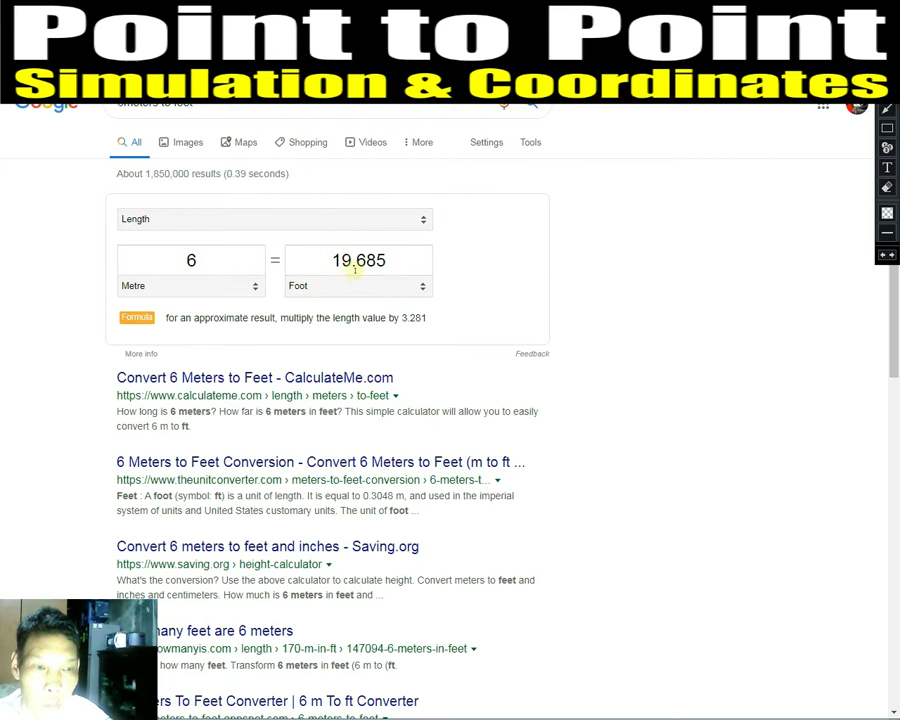 Point to Point
Simulation & Coordinates
All Images Maps Shopping Videos More Settings Tools
About 1,850,000 results (0.39 seconds)
Length
6 = 19.685
Metre Foot
Formula for an approximate result, multiply the length value by 3.281
More info Feedback
Convert 6 Meters to Feet - CalculateMe.com
https://www.calculateme.com › length › meters › to-feet
How long is 6 meters? How far is 6 meters in feet? This simple calculator will allow you to easily
convert 6 m to ft.
6 Meters to Feet Conversion - Convert 6 Meters to Feet (m to ft ...
https://www.theunitconverter.com › meters-to-feet-conversion › 6-meters-t...
Feet : A foot (symbol: ft) is a unit of length. It is equal to 0.3048 m, and used in the imperial
system of units and United States customary units. The unit of foot ...
Convert 6 meters to feet and inches - Saving.org
https://www.saving.org › height-calculator
What's the conversion? Use the above calculator to calculate height. Convert meters to feet and
inches and centimeters. How much is 6 meters in feet and ...
many feet are 6 meters
owmanyis.com › length › 170-m-in-ft › 147094-6-meters-in-feet
how many feet. Transform 6 meters in feet (6 m to (ft.
ers To Feet Converter | 6 m To ft Converter